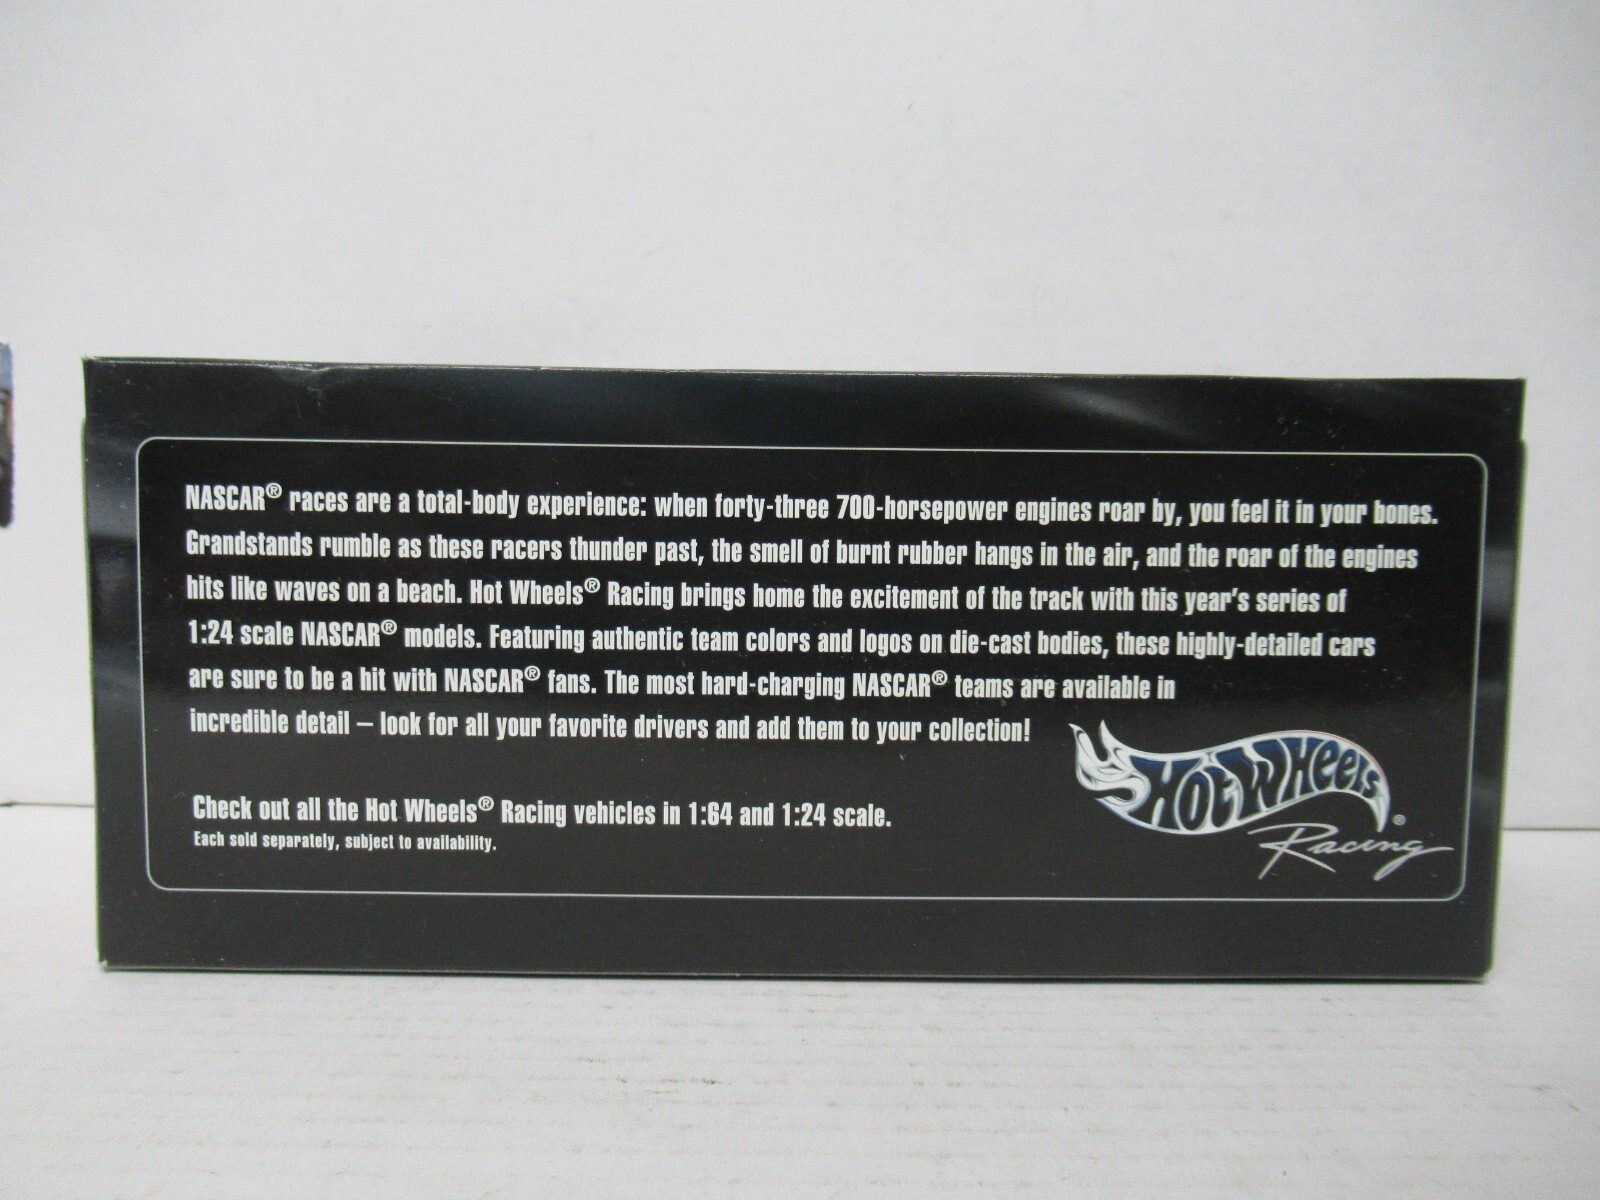 NASCAR® races are a total-body experience: when forty-three 700-horsepower engines roar by, you feel it in your bones.
Grandstands rumble as these racers thunder past, the smell of burnt rubber hangs in the air, and the roar of the engines
hits like waves on a beach. Hot Wheels® Racing brings home the excitement of the track with this year's series of
1:24 scale NASCAR® models. Featuring authentic team colors and logos on die-cast bodies, these highly-detailed cars
are sure to be a hit with NASCAR® fans. The most hard-charging NASCAR® teams are available in
incredible detail – look for all your favorite drivers and add them to your collection!
Check out all the Hot Wheels® Racing vehicles in 1:64 and 1:24 scale.
Each sold separately, subject to availability.
Hot Wheels®
Racing